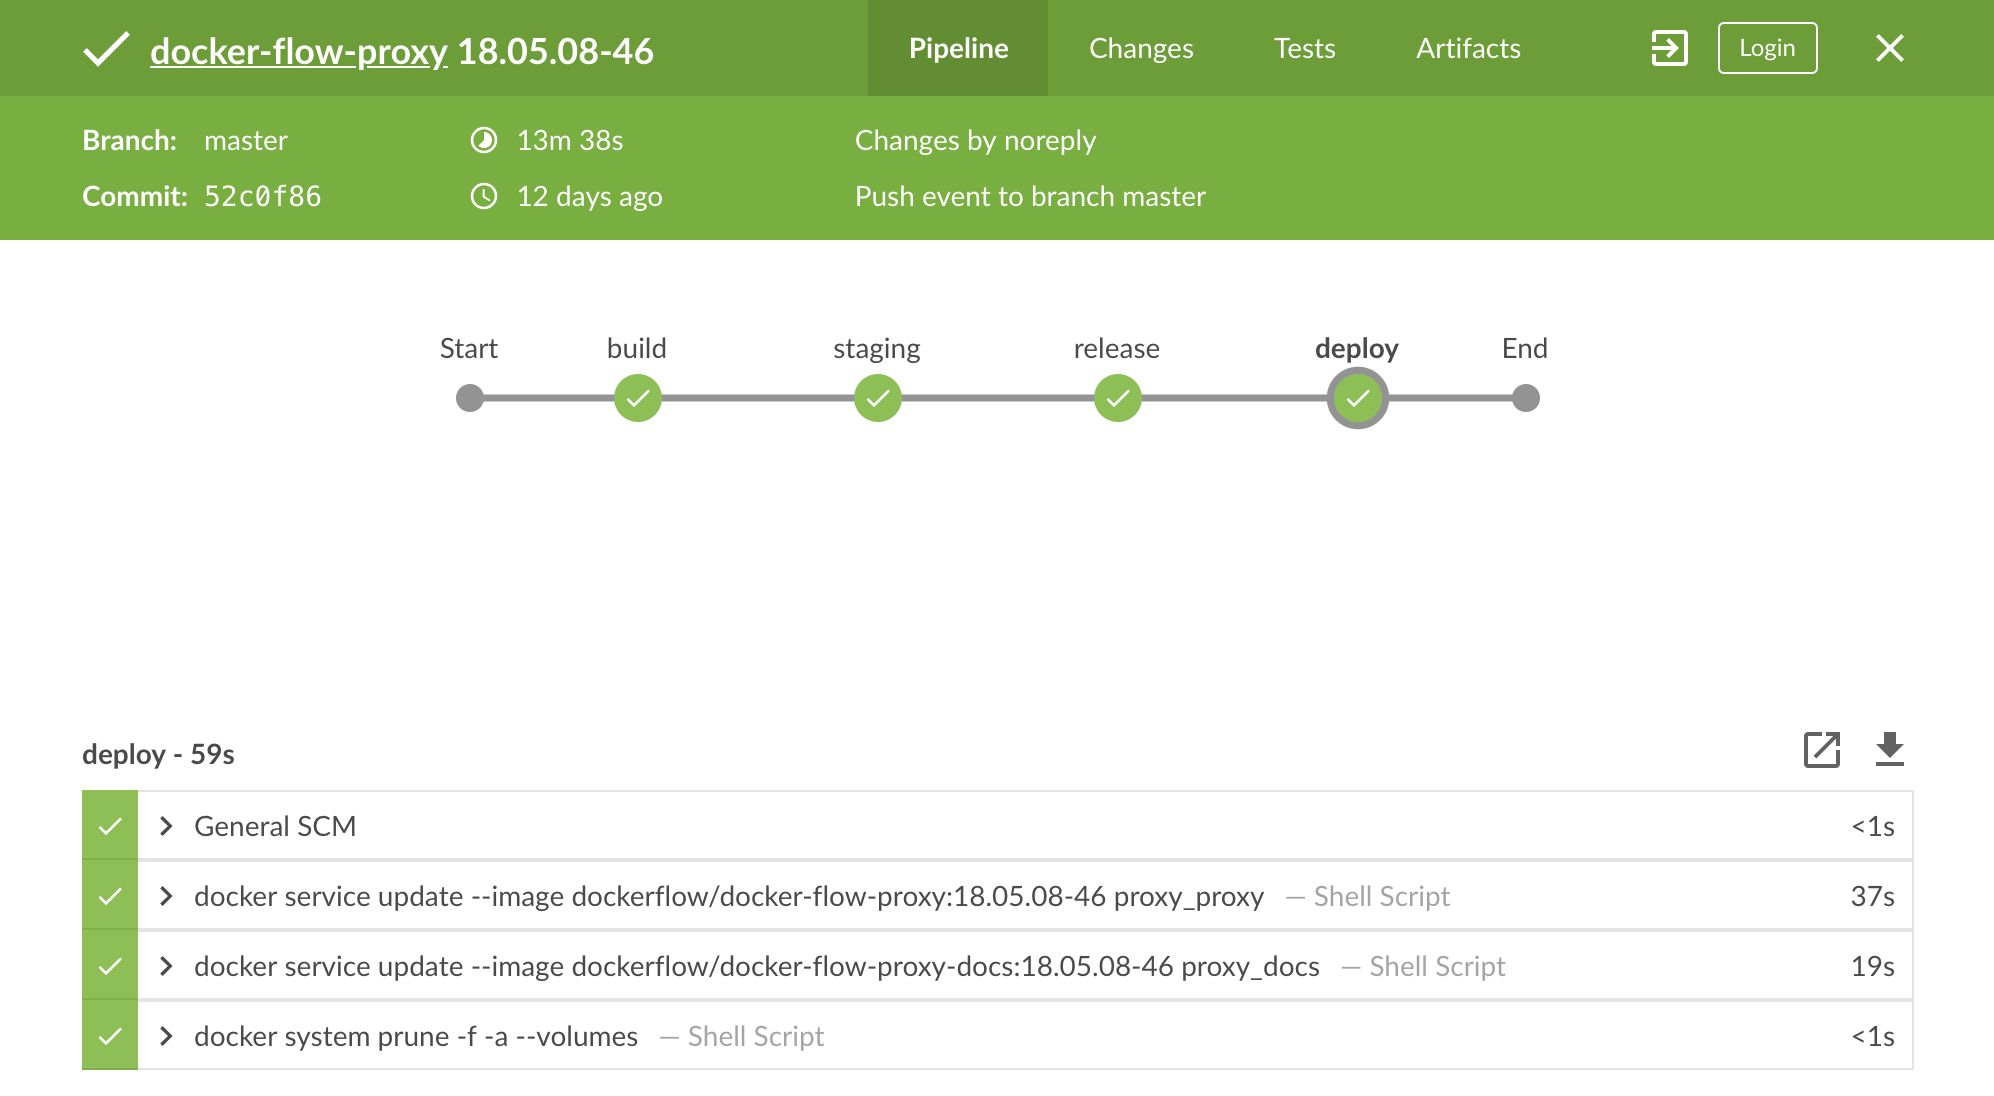 docker-flow-proxy 18.05.08-46 Pipeline Changes Tests Artifacts Login
Branch: master 13m 38s Changes by noreply
Commit: 52c0f86 12 days ago Push event to branch master
Start build staging release deploy End
deploy - 59s
General SCM <1s
docker service update --image dockerflow/docker-flow-proxy:18.05.08-46 proxy_proxy — Shell Script 37s
docker service update --image dockerflow/docker-flow-proxy-docs:18.05.08-46 proxy_docs — Shell Script 19s
docker system prune -f -a --volumes — Shell Script <1s